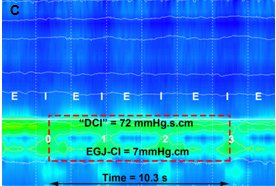 C
E I E I E I E I E
"DCI" = 72 mmHg.s.cm
0 1 2 3
EGJ-CI = 7mmHg.cm
Time = 10.3 s